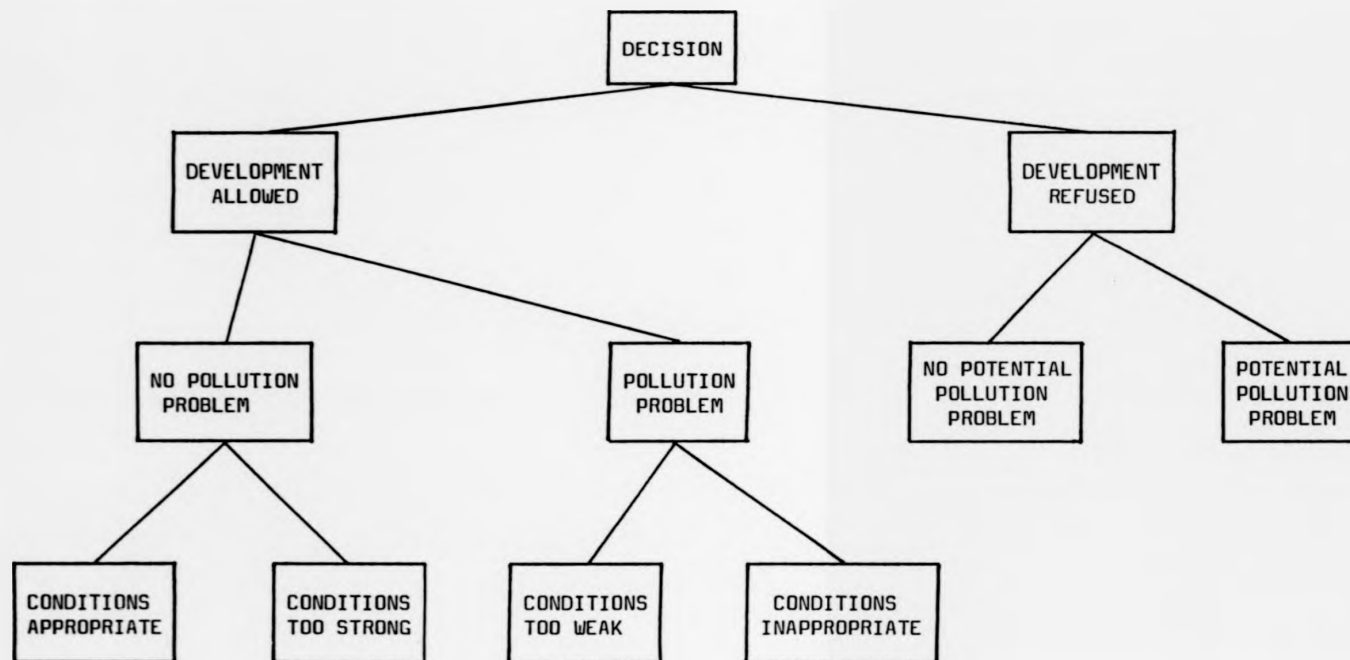 DECISION
DEVELOPMENT
ALLOWED
DEVELOPMENT
REFUSED
NO POLLUTION
PROBLEM
POLLUTION
PROBLEM
NO POTENTIAL
POLLUTION
PROBLEM
POTENTIAL
POLLUTION
PROBLEM
CONDITIONS
APPROPRIATE
CONDITIONS
TOO STRONG
CONDITIONS
TOO WEAK
CONDITIONS
INAPPROPRIATE